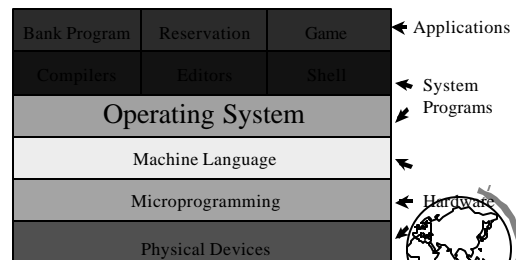 Bank Program Reservation Game Applications
Compilers Editors Shell System
Programs
Operating System
Machine Language
Microprogramming Hardware
Physical Devices